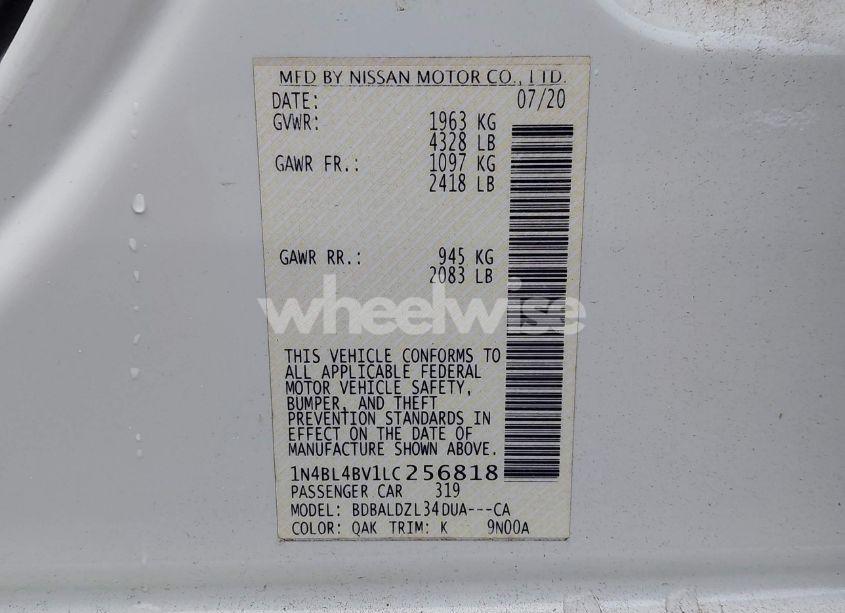 MFD BY NISSAN MOTOR CO., LTD.
DATE: 07/20
GVWR: 1963 KG
4328 LB
GAWR FR.: 1097 KG
2418 LB
GAWR RR.: 945 KG
2083 LB
wheelwise
THIS VEHICLE CONFORMS TO
ALL APPLICABLE FEDERAL
MOTOR VEHICLE SAFETY,
BUMPER, AND THEFT
PREVENTION STANDARDS IN
EFFECT ON THE DATE OF
MANUFACTURE SHOWN ABOVE.
1N4BL4BV1LC256818
PASSENGER CAR 319
MODEL: BDBALDZL34DUA---CA
COLOR: QAK TRIM: K 9N00A